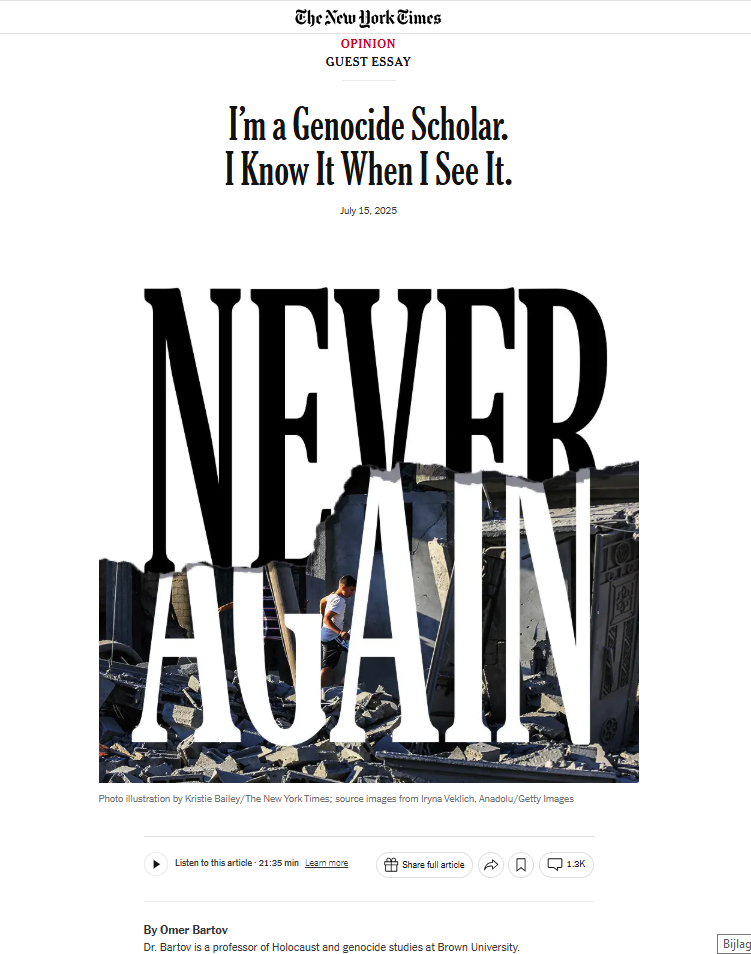 The New York Times
OPINION
GUEST ESSAY
I'm a Genocide Scholar.
I Know It When I See It.
July 15, 2025
NEVER
AGAIN
Photo illustration by Kristie Bailey/The New York Times; source images from Iryna Veklich, Anadolu/Getty Images
Listen to this article · 21:35 min Learn more
Share full article
1.3K
By Omer Bartov
Dr. Bartov is a professor of Holocaust and genocide studies at Brown University.
Bijlag